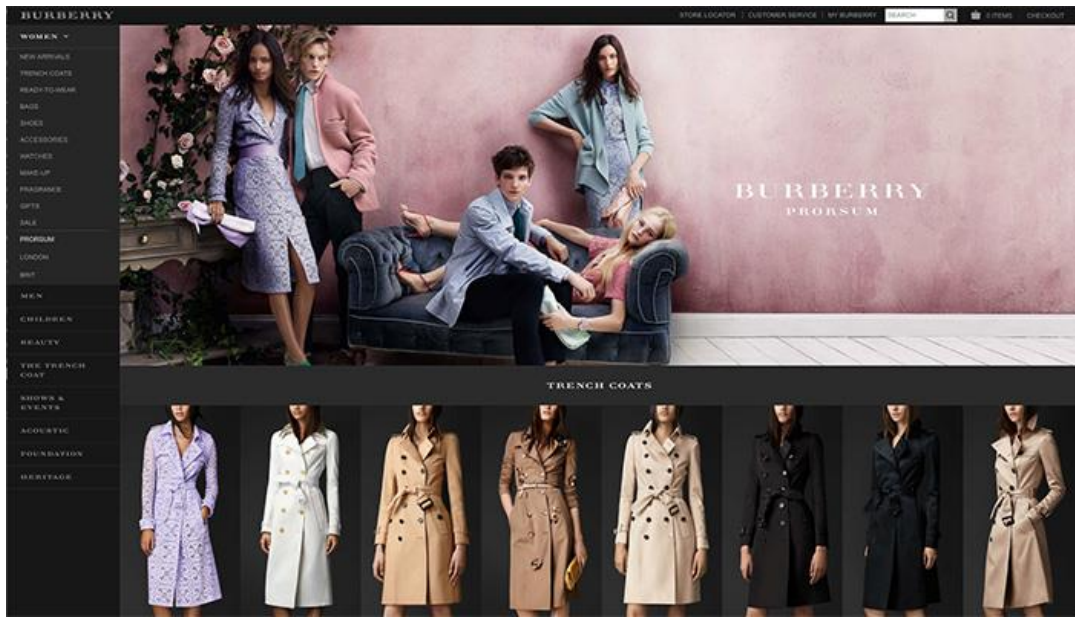 BURBERRY
STORE LOCATOR | CUSTOMER SERVICE | MY BURBERRY
SEARCH
0 ITEMS
CHECKOUT
WOMEN
NEW ARRIVALS
TRENCH COATS
READY-TO-WEAR
BAGS
SHOES
ACCESSORIES
WATCHES
MAKE-UP
FRAGRANCE
GIFTS
SALE
PRORSUM
LONDON
BRIT
MEN
CHILDREN
BEAUTY
THE TRENCH
COAT
SHOWS &
EVENTS
ACOUSTIC
FOUNDATION
HERITAGE
BURBERRY
PRORSUM
TRENCH COATS